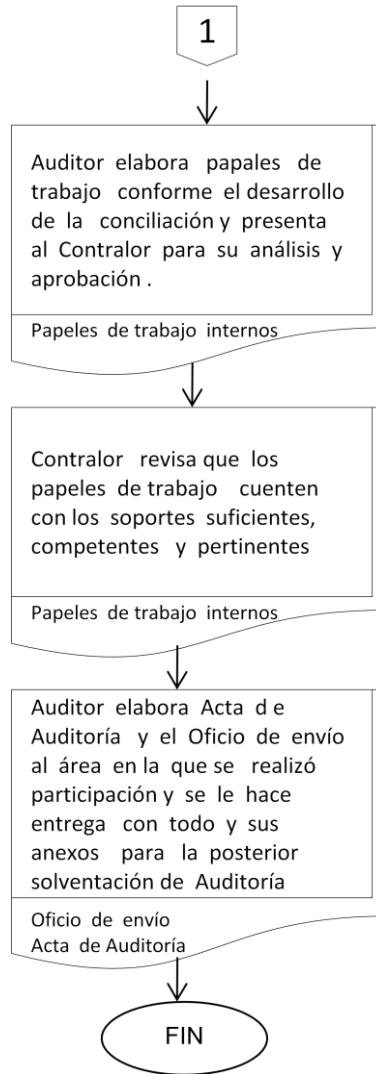 1
Auditor elabora papales de
trabajo conforme el desarrollo
de la conciliación y presenta
al Contralor para su análisis y
aprobación .
Papeles de trabajo internos
Contralor revisa que los
papeles de trabajo cuenten
con los soportes suficientes,
competentes y pertinentes
Papeles de trabajo internos
Auditor elabora Acta d e
Auditoría y el Oficio de envío
al área en la que se realizó
participación y se le hace
entrega con todo y sus
anexos para la posterior
solventación de Auditoría
Oficio de envío
Acta de Auditoría
FIN